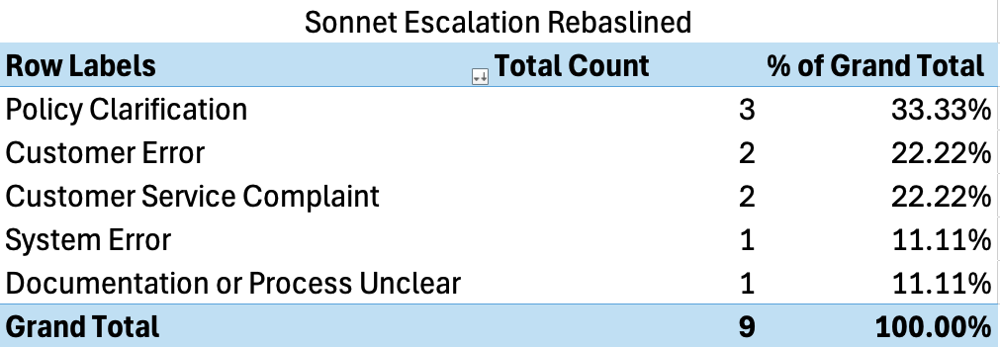 Sonnet Escalation Rebaslined
Row Labels Total Count % of Grand Total
Policy Clarification 3 33.33%
Customer Error 2 22.22%
Customer Service Complaint 2 22.22%
System Error 1 11.11%
Documentation or Process Unclear 1 11.11%
Grand Total 9 100.00%